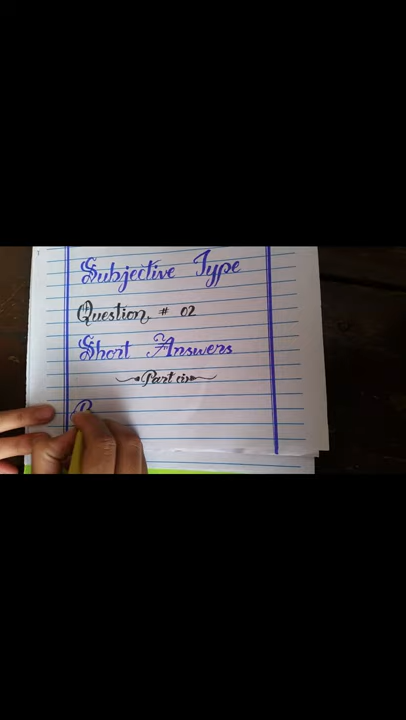 Subjective Type
Question # 02
Short Answers
Part (i)